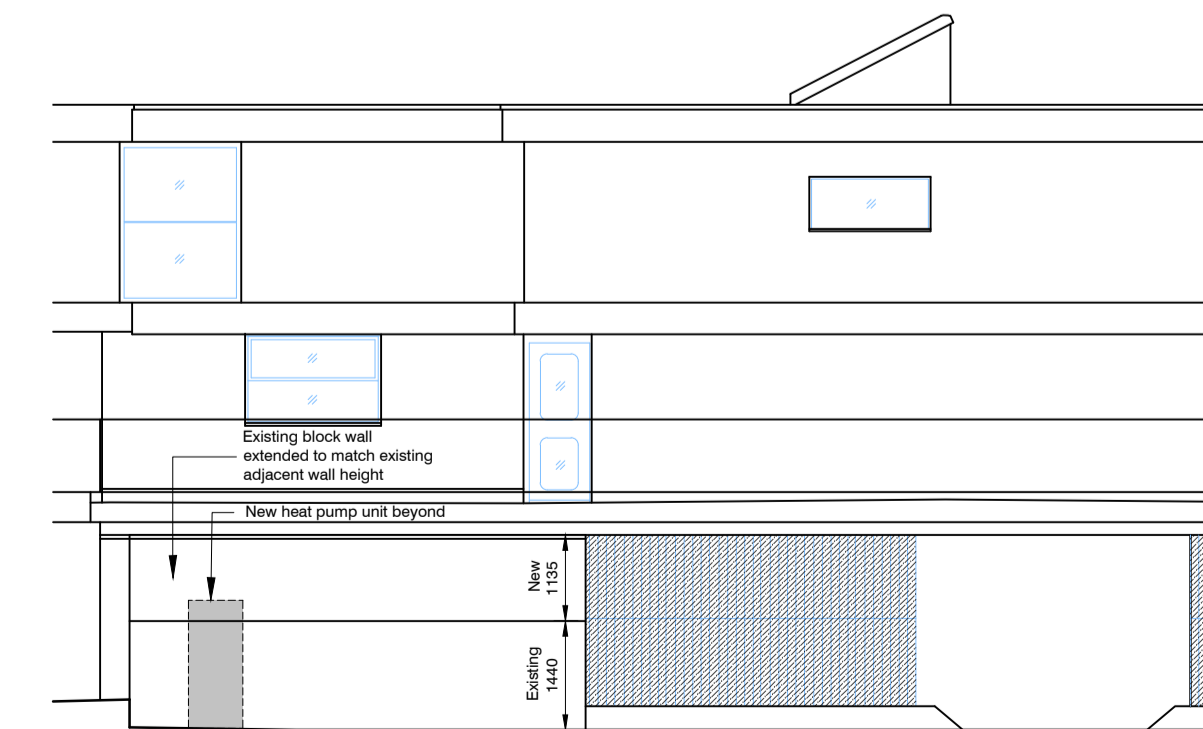 Existing block wall
extended to match existing
adjacent wall height
New heat pump unit beyond
New
1135
Existing
1440